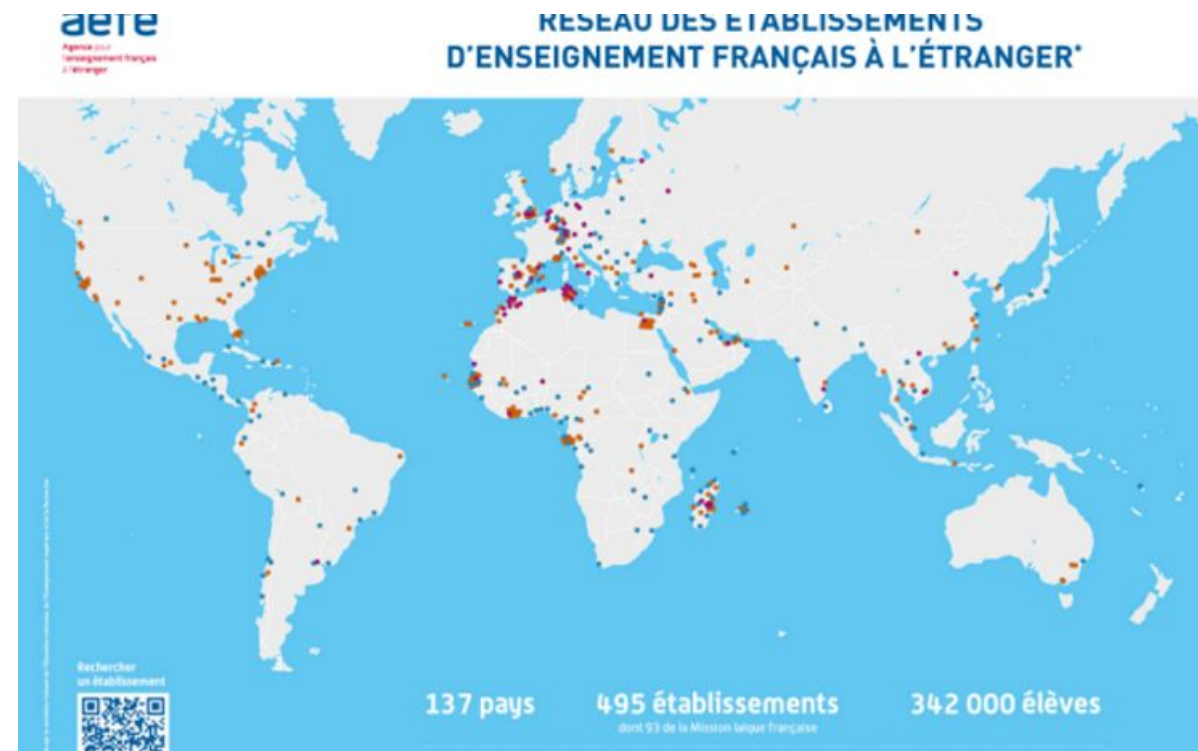 aefe
Agence pour
l'enseignement français
à l'étranger
RÉSEAU DES ÉTABLISSEMENTS
D'ENSEIGNEMENT FRANÇAIS À L'ÉTRANGER*
Rechercher
un établissement
137 pays
495 établissements
dont 93 de la Mission laïque française
342 000 élèves